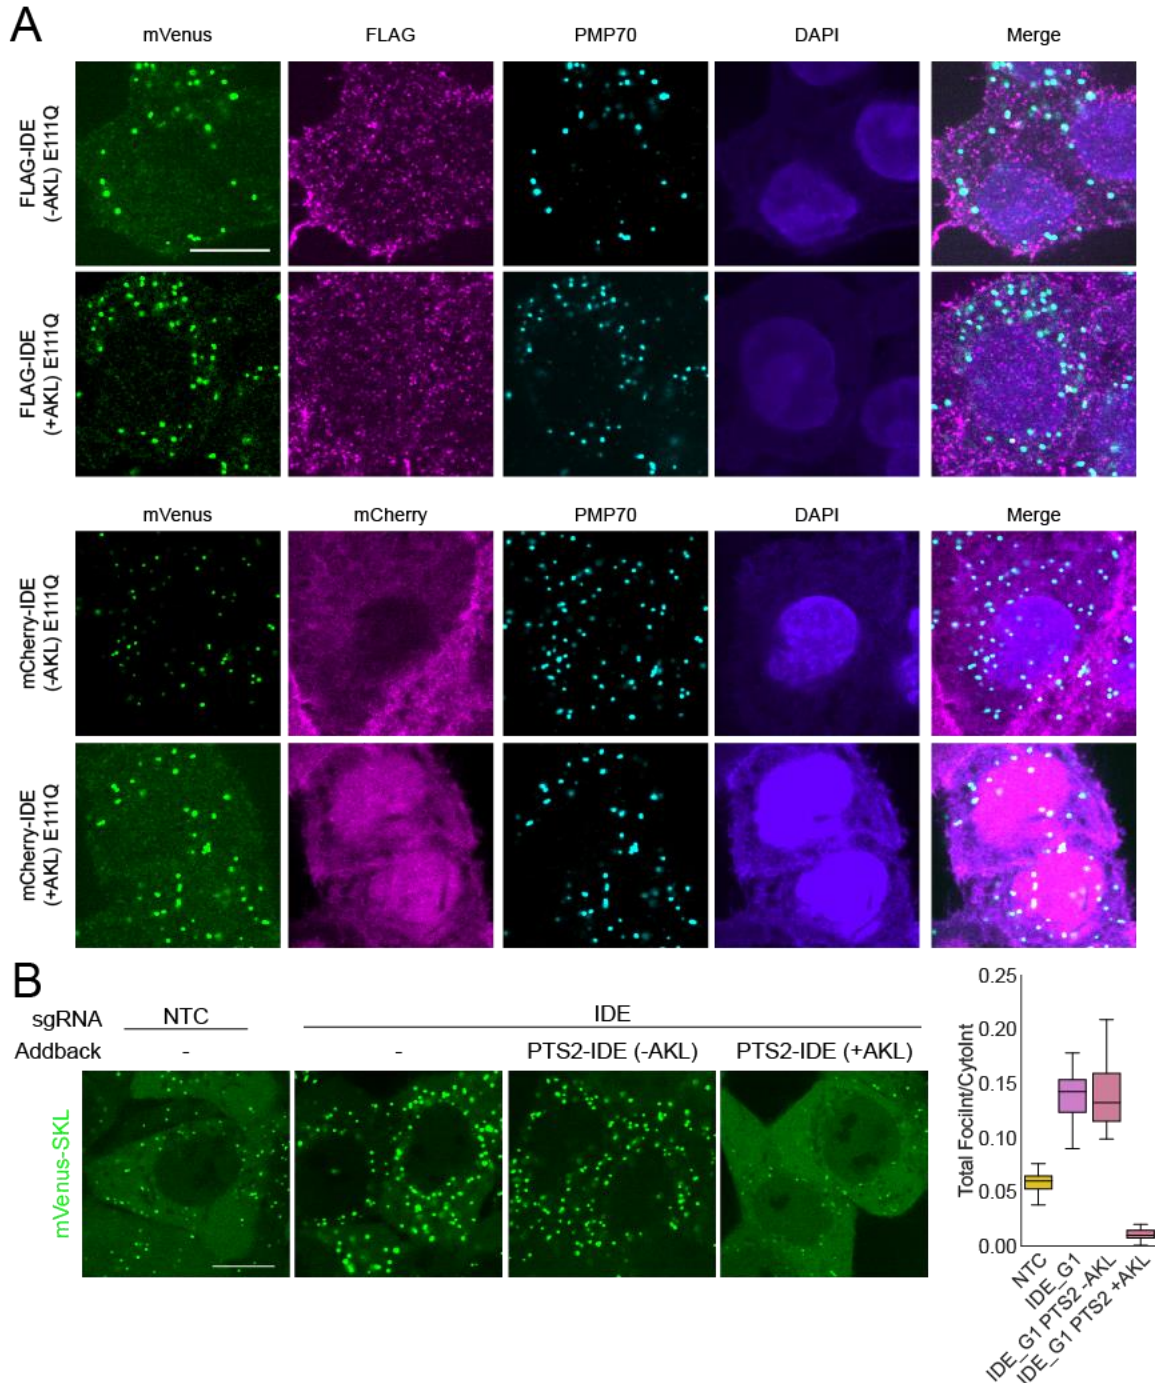 A
mVenus FLAG PMP70 DAPI Merge
FLAG-IDE
(-AKL) E111Q
FLAG-IDE
(+AKL) E111Q
mVenus mCherry PMP70 DAPI Merge
mCherry-IDE
(-AKL) E111Q
mCherry-IDE
(+AKL) E111Q
B
sgRNA NTC IDE
Addback - - PTS2-IDE (-AKL) PTS2-IDE (+AKL)
mVenus-SKL
Total FociInt/CytoInt
0.25
0.20
0.15
0.10
0.05
0.00
NTC
IDE_G1
IDE_G1 PTS2 -AKL
IDE_G1 PTS2 +AKL